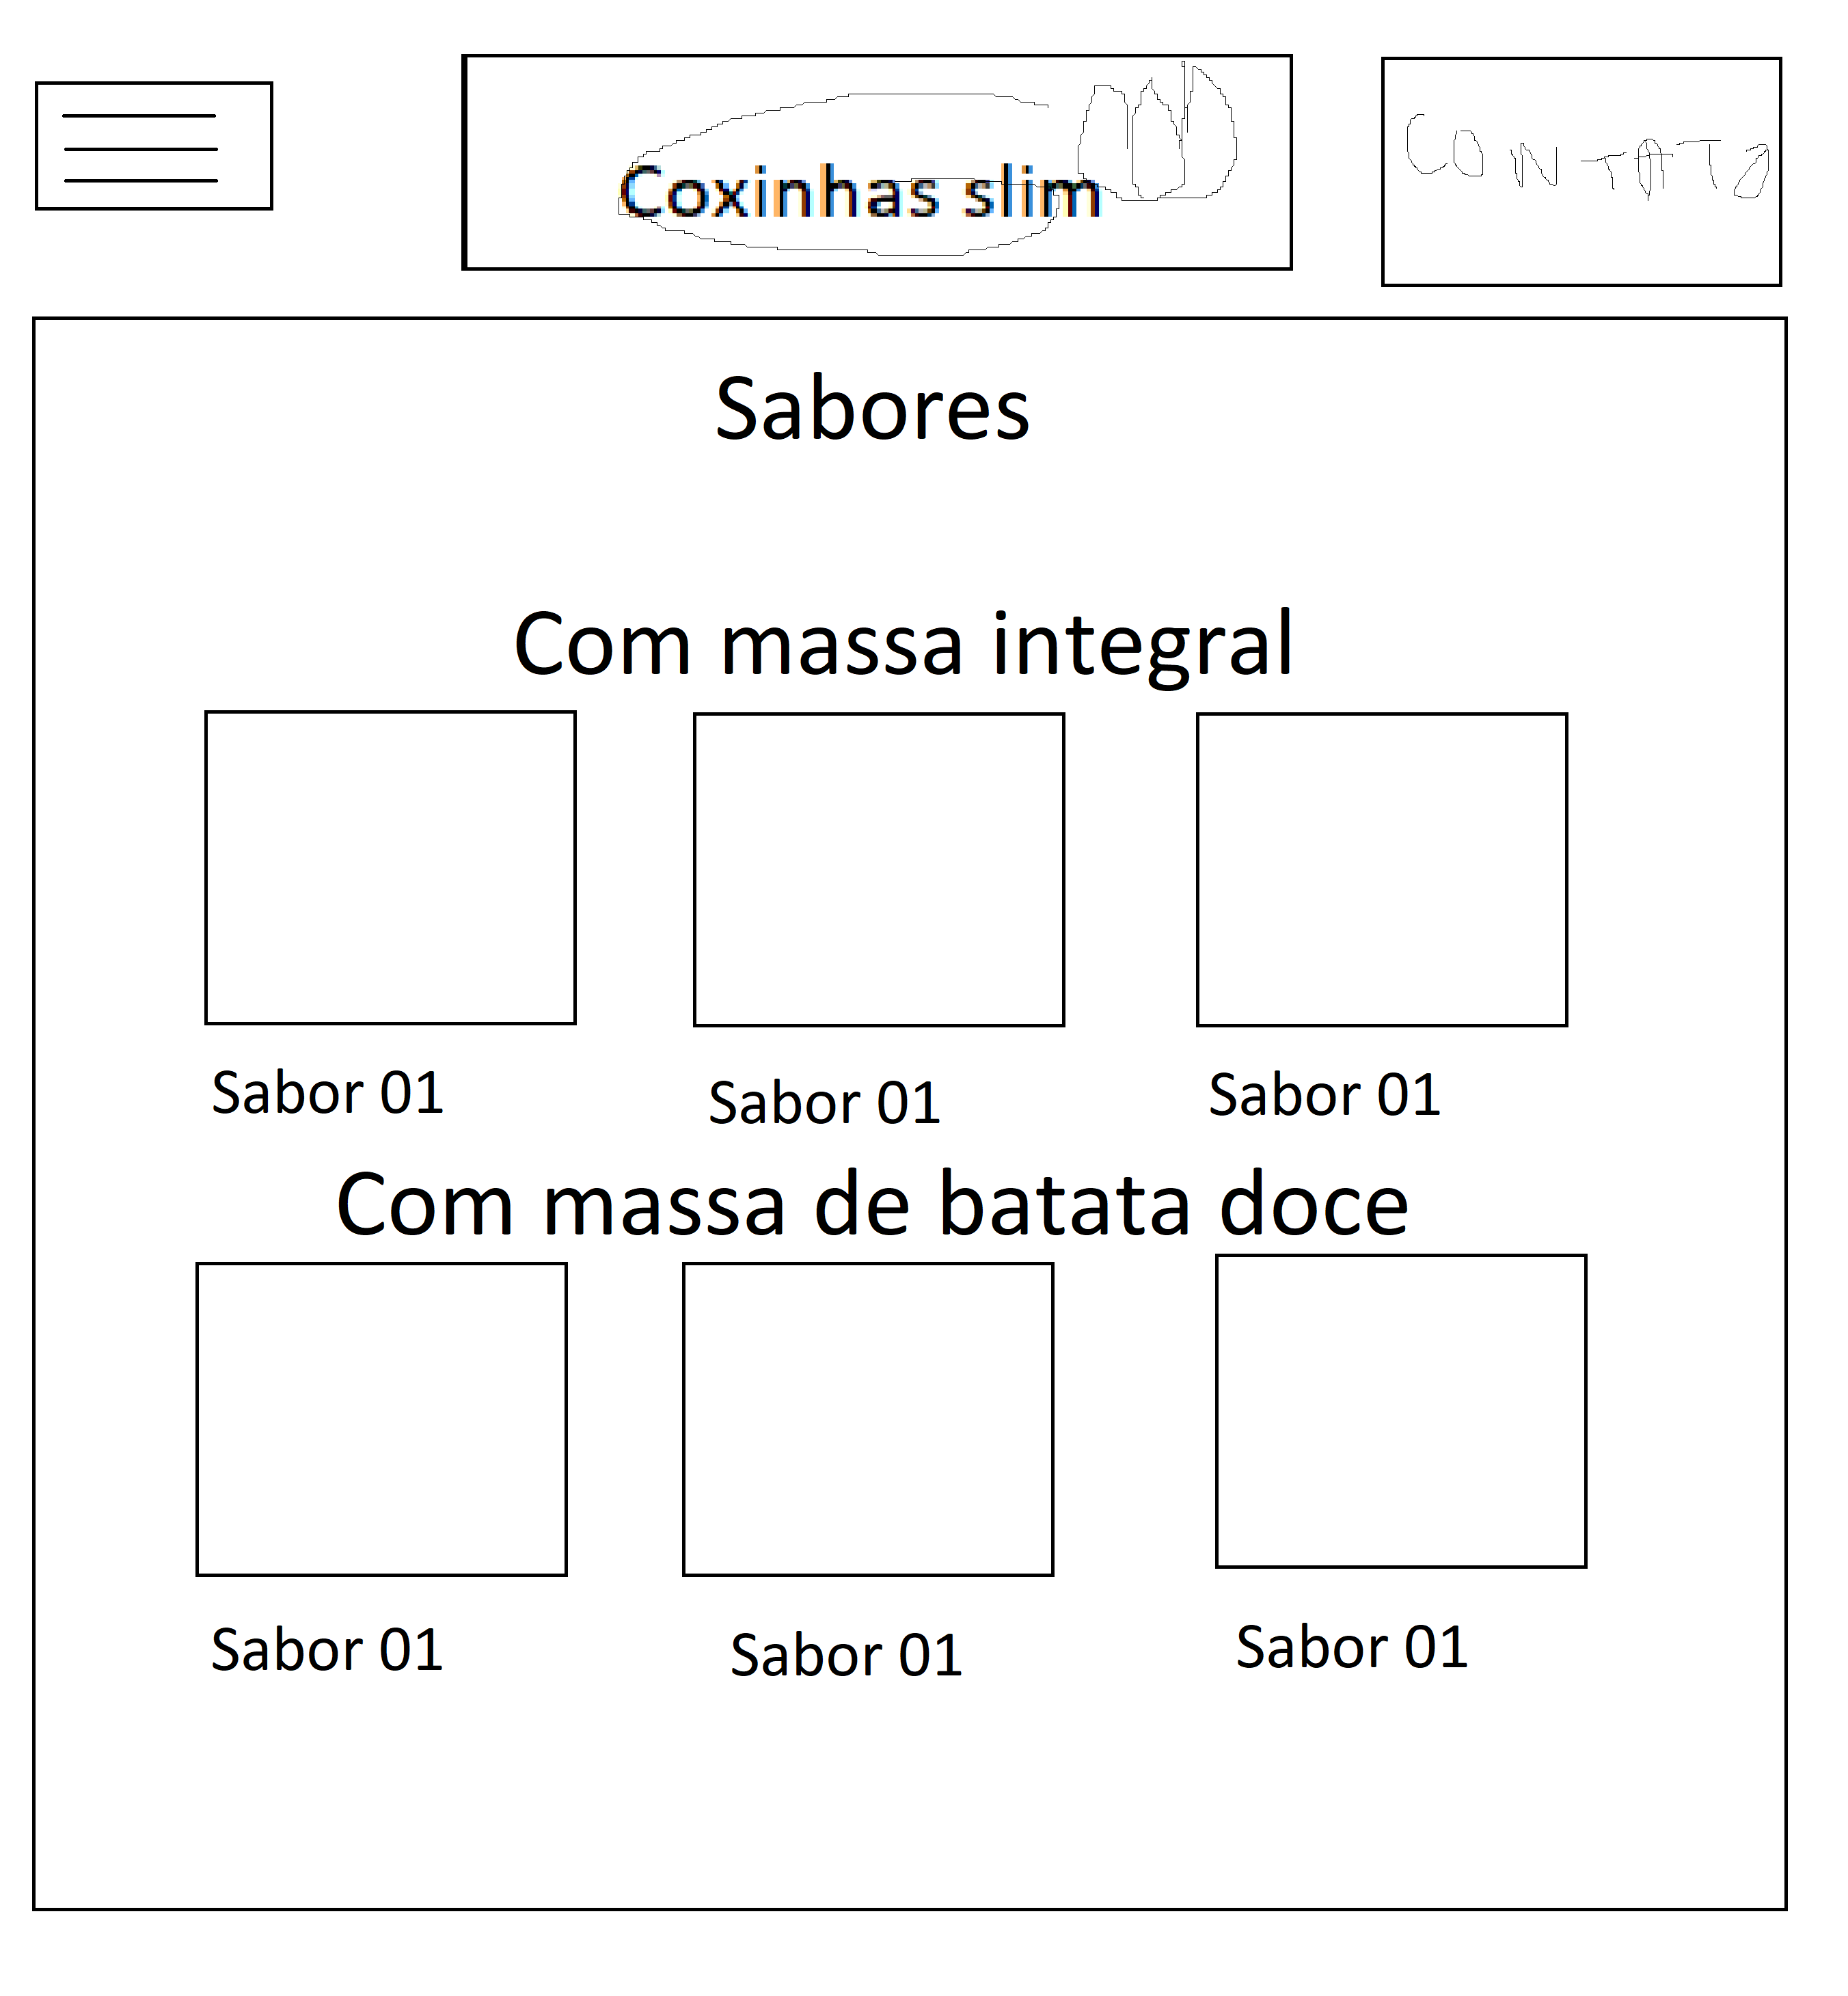 Coxinhas slim
CONTATO
Sabores
Com massa integral
Sabor 01 Sabor 01 Sabor 01
Com massa de batata doce
Sabor 01 Sabor 01 Sabor 01